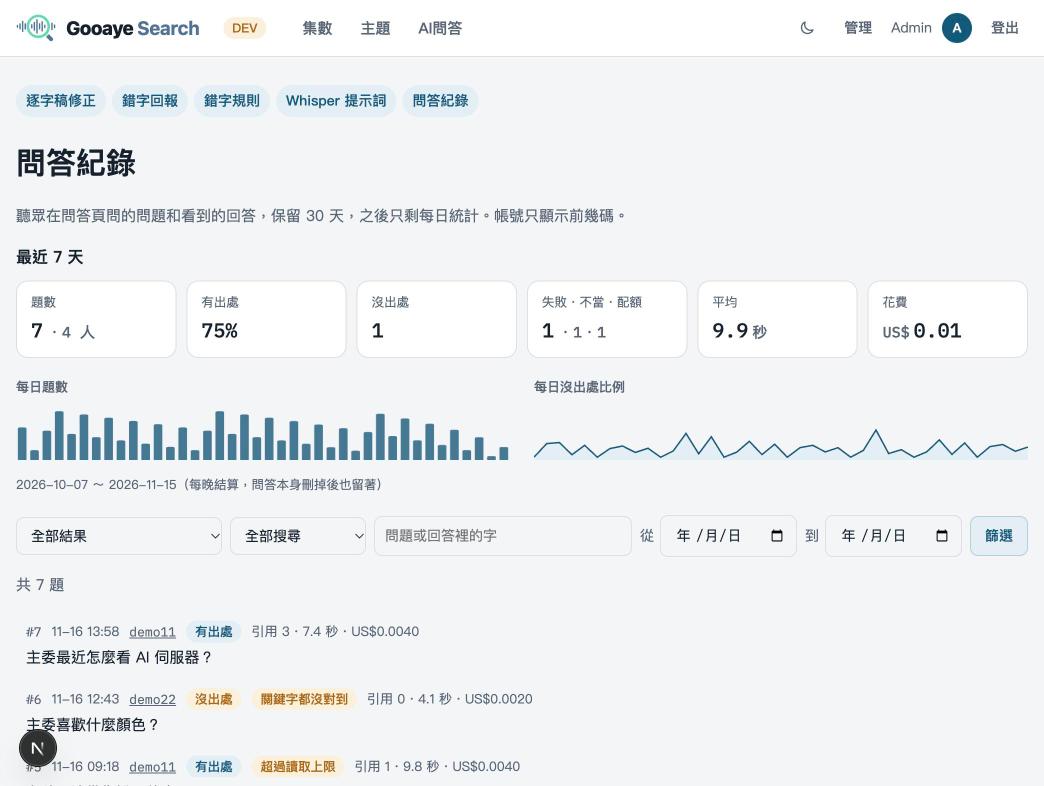 Gooaye Search DEV 集數 主題 AI問答 管理 Admin A 登出
逐字稿修正 錯字回報 錯字規則 Whisper 提示詞 問答紀錄
問答紀錄
聽眾在問答頁問的問題和看到的回答，保留 30 天，之後只剩每日統計。帳號只顯示前幾碼。
最近 7 天
題數 有出處 沒出處 失敗 · 不當 · 配額 平均 花費
7 · 4 人 75% 1 1 · 1 · 1 9.9 秒 US$ 0.01
每日題數 每日沒出處比例
2026-10-07 ～ 2026-11-15（每晚結算，問答本身刪掉後也留著）
全部結果 全部搜尋 問題或回答裡的字 從 年 /月/日 到 年 /月/日 篩選
共 7 題
#7 11-16 13:58 demo11 有出處 引用 3 · 7.4 秒 · US$0.0040
主委最近怎麼看 AI 伺服器？
#6 11-16 12:43 demo22 沒出處 關鍵字都沒對到 引用 0 · 4.1 秒 · US$0.0020
主委喜歡什麼顏色？
N
#5 11-16 09:18 demo11 有出處 超過讀取上限 引用 1 · 9.8 秒 · US$0.0040